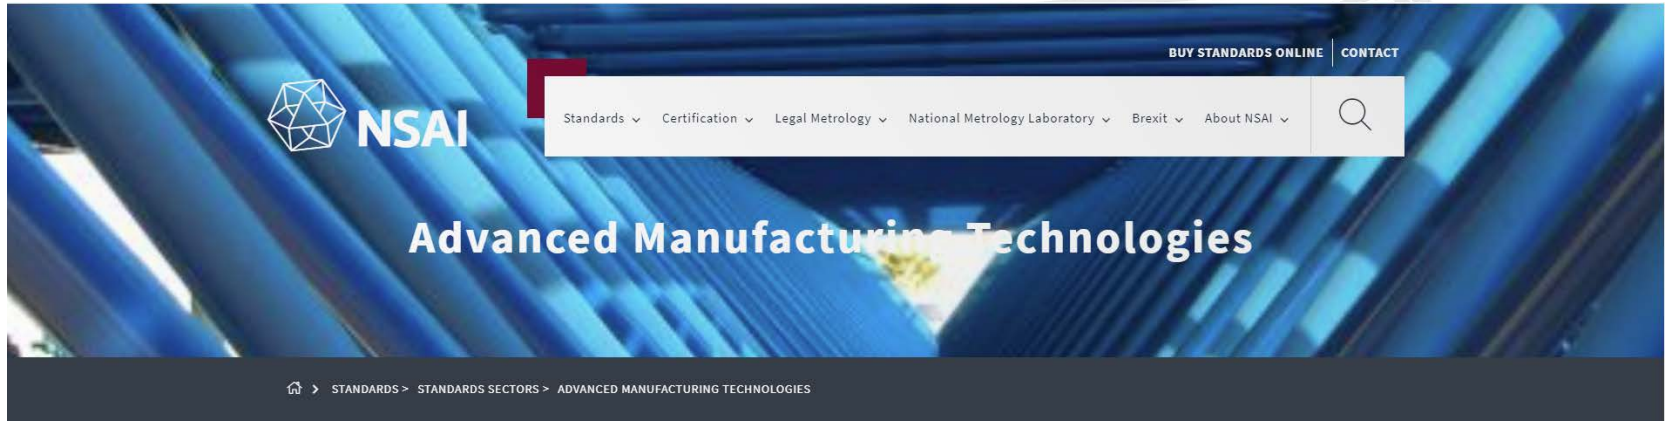 BUY STANDARDS ONLINE CONTACT
NSAI
Standards Certification Legal Metrology National Metrology Laboratory Brexit About NSAI
Advanced Manufacturing Technologies
> STANDARDS > STANDARDS SECTORS > ADVANCED MANUFACTURING TECHNOLOGIES